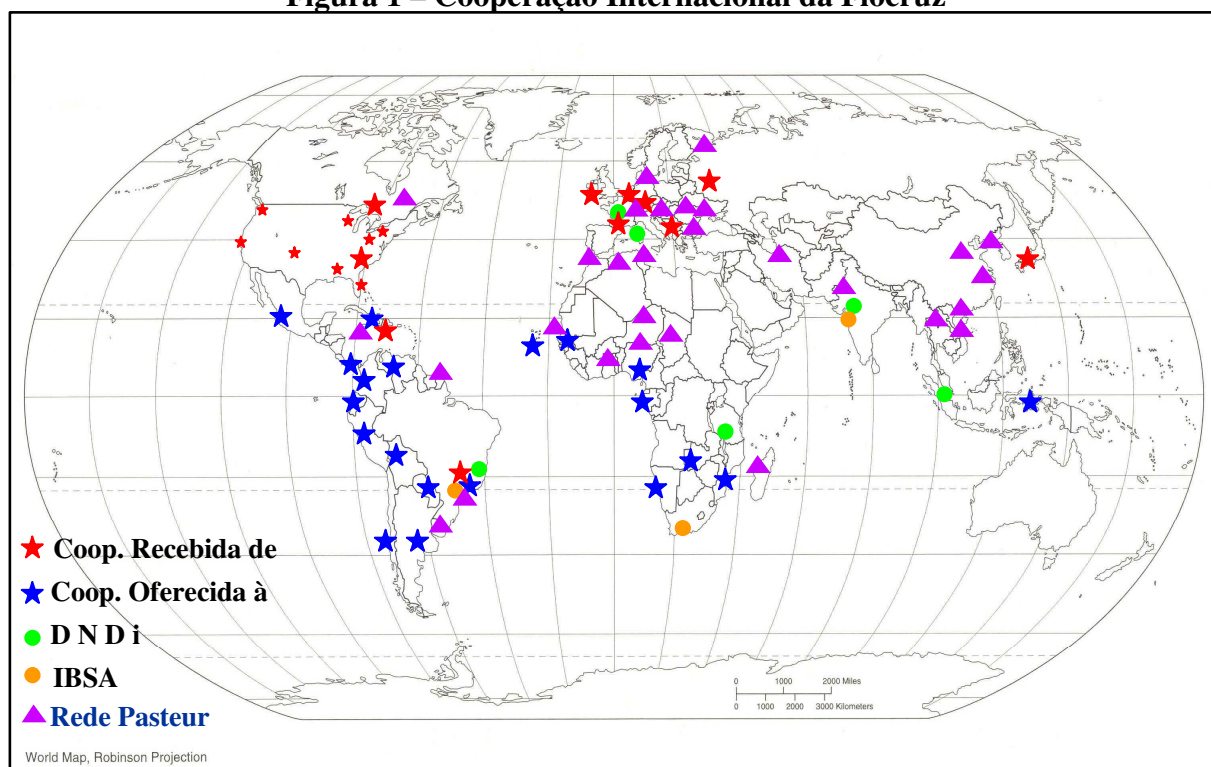 Figura 1 – Cooperação Internacional da Fiocruz
Coop. Recebida de
Coop. Oferecida à
D N D i
IBSA
Rede Pasteur
0 1000 2000 Miles
0 1000 2000 3000 Kilometers
World Map, Robinson Projection